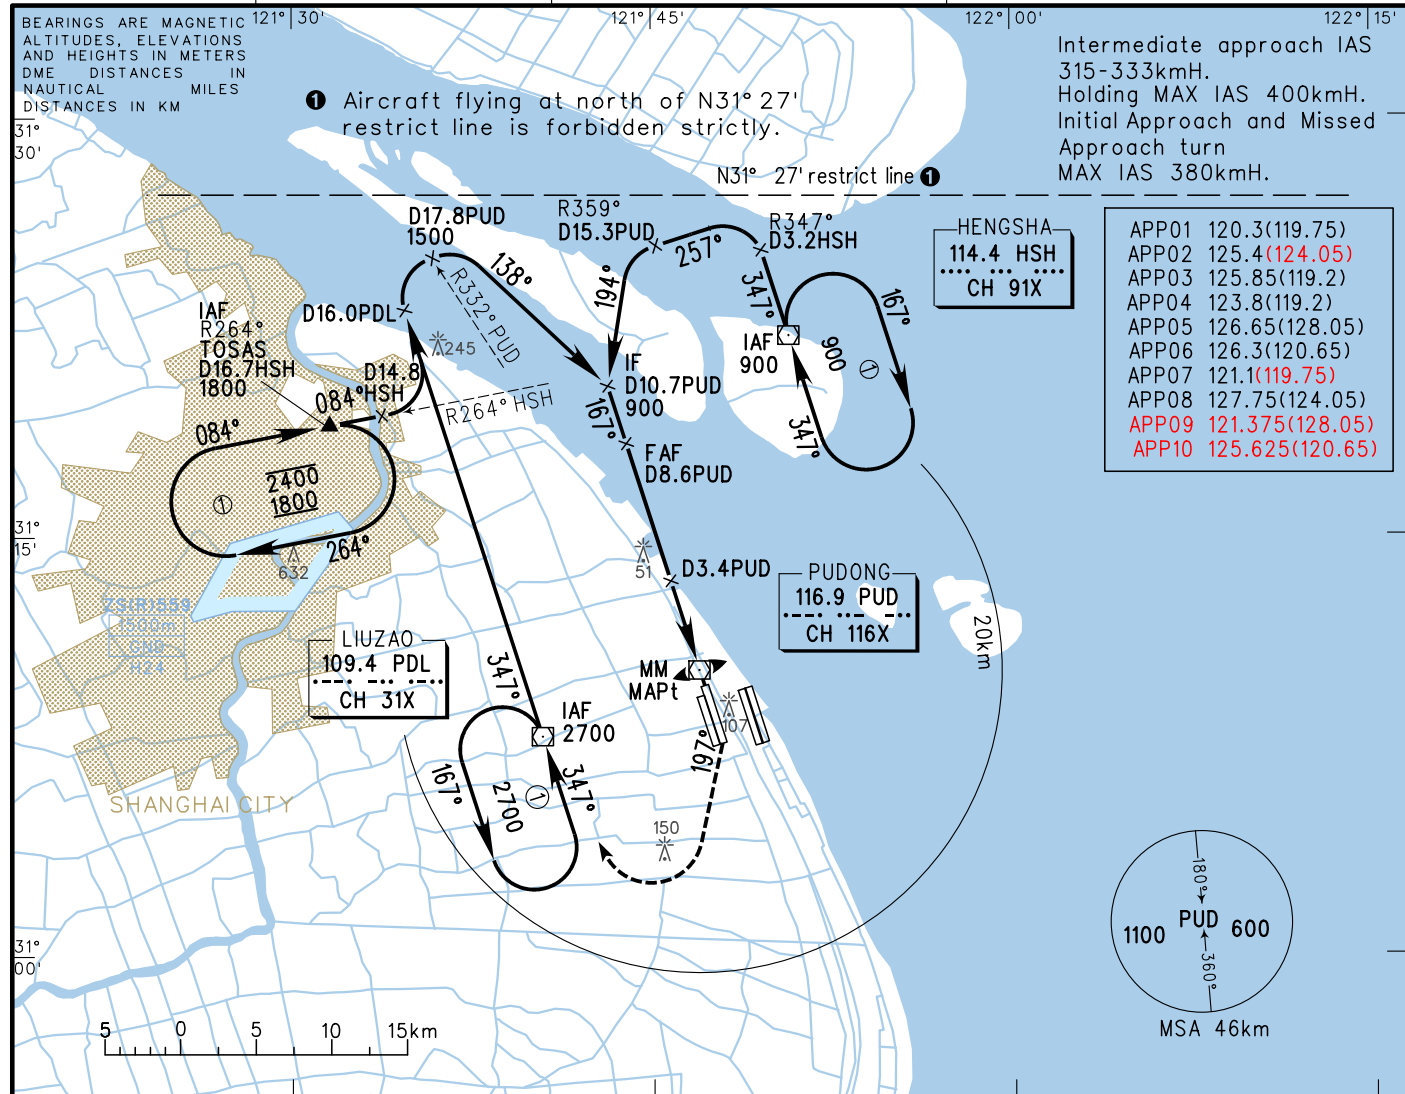 121° 30'
121° 45'
122° 00'
122° 15'
BEARINGS ARE MAGNETIC
ALTITUDES, ELEVATIONS
AND HEIGHTS IN METERS
DME DISTANCES IN
NAUTICAL MILES
DISTANCES IN KM
❶ Aircraft flying at north of N31° 27'
restrict line is forbidden strictly.
Intermediate approach IAS
315-333kmH.
Holding MAX IAS 400kmH.
Initial Approach and Missed
Approach turn
MAX IAS 380kmH.
31°
30'
N31° 27' restrict line ❶
APP01 120.3(119.75)
APP02 125.4(124.05)
APP03 125.85(119.2)
APP04 123.8(119.2)
APP05 126.65(128.05)
APP06 126.3(120.65)
APP07 121.1(119.75)
APP08 127.75(124.05)
APP09 121.375(128.05)
APP10 125.625(120.65)
D17.8PUD
1500
R359°
D15.3PUD
R347°
D3.2HSH
257°
138°
194°
347°
HENGSHA
114.4 HSH
CH 91X
IAF
R264°
TOSAS
D16.7HSH
1800
D16.0PDL
R332° PUD
245
D14.8
HSH
084°
R264° HSH
IAF
900
900
①
167°
347°
IF
D10.7PUD
900
167°
FAF
D8.6PUD
084°
2400
1800
①
264°
632
31°
15'
ZS(R)559
1500m
GND
H24
51
D3.4PUD
PUDONG
116.9 PUD
CH 116X
20km
LIUZAO
109.4 PDL
CH 31X
347°
MM
MAPt
107
IAF
2700
167°
2700
①
347°
197°
150
SHANGHAI CITY
31°
00'
180°
1100
PUD
600
360°
MSA 46km
5 0 5 10 15km